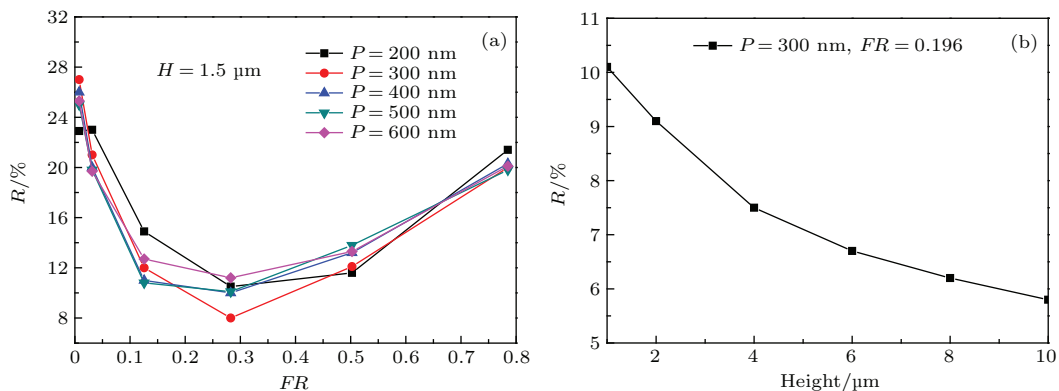 32
28
24
20
16
12
8
R/%
(a)
H = 1.5 µm
P = 200 nm
P = 300 nm
P = 400 nm
P = 500 nm
P = 600 nm
0 0.1 0.2 0.3 0.4 0.5 0.6 0.7 0.8
FR
11
10
9
8
7
6
5
R/%
P = 300 nm, FR = 0.196 (b)
2 4 6 8 10
Height/µm